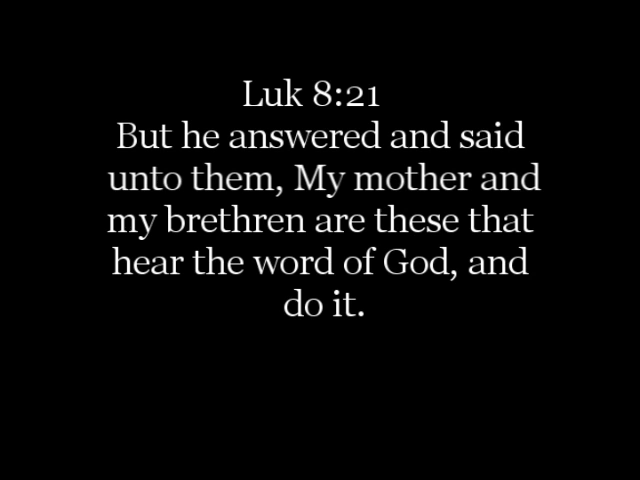 Luk 8:21
But he answered and said
unto them, My mother and
my brethren are these that
hear the word of God, and
do it.